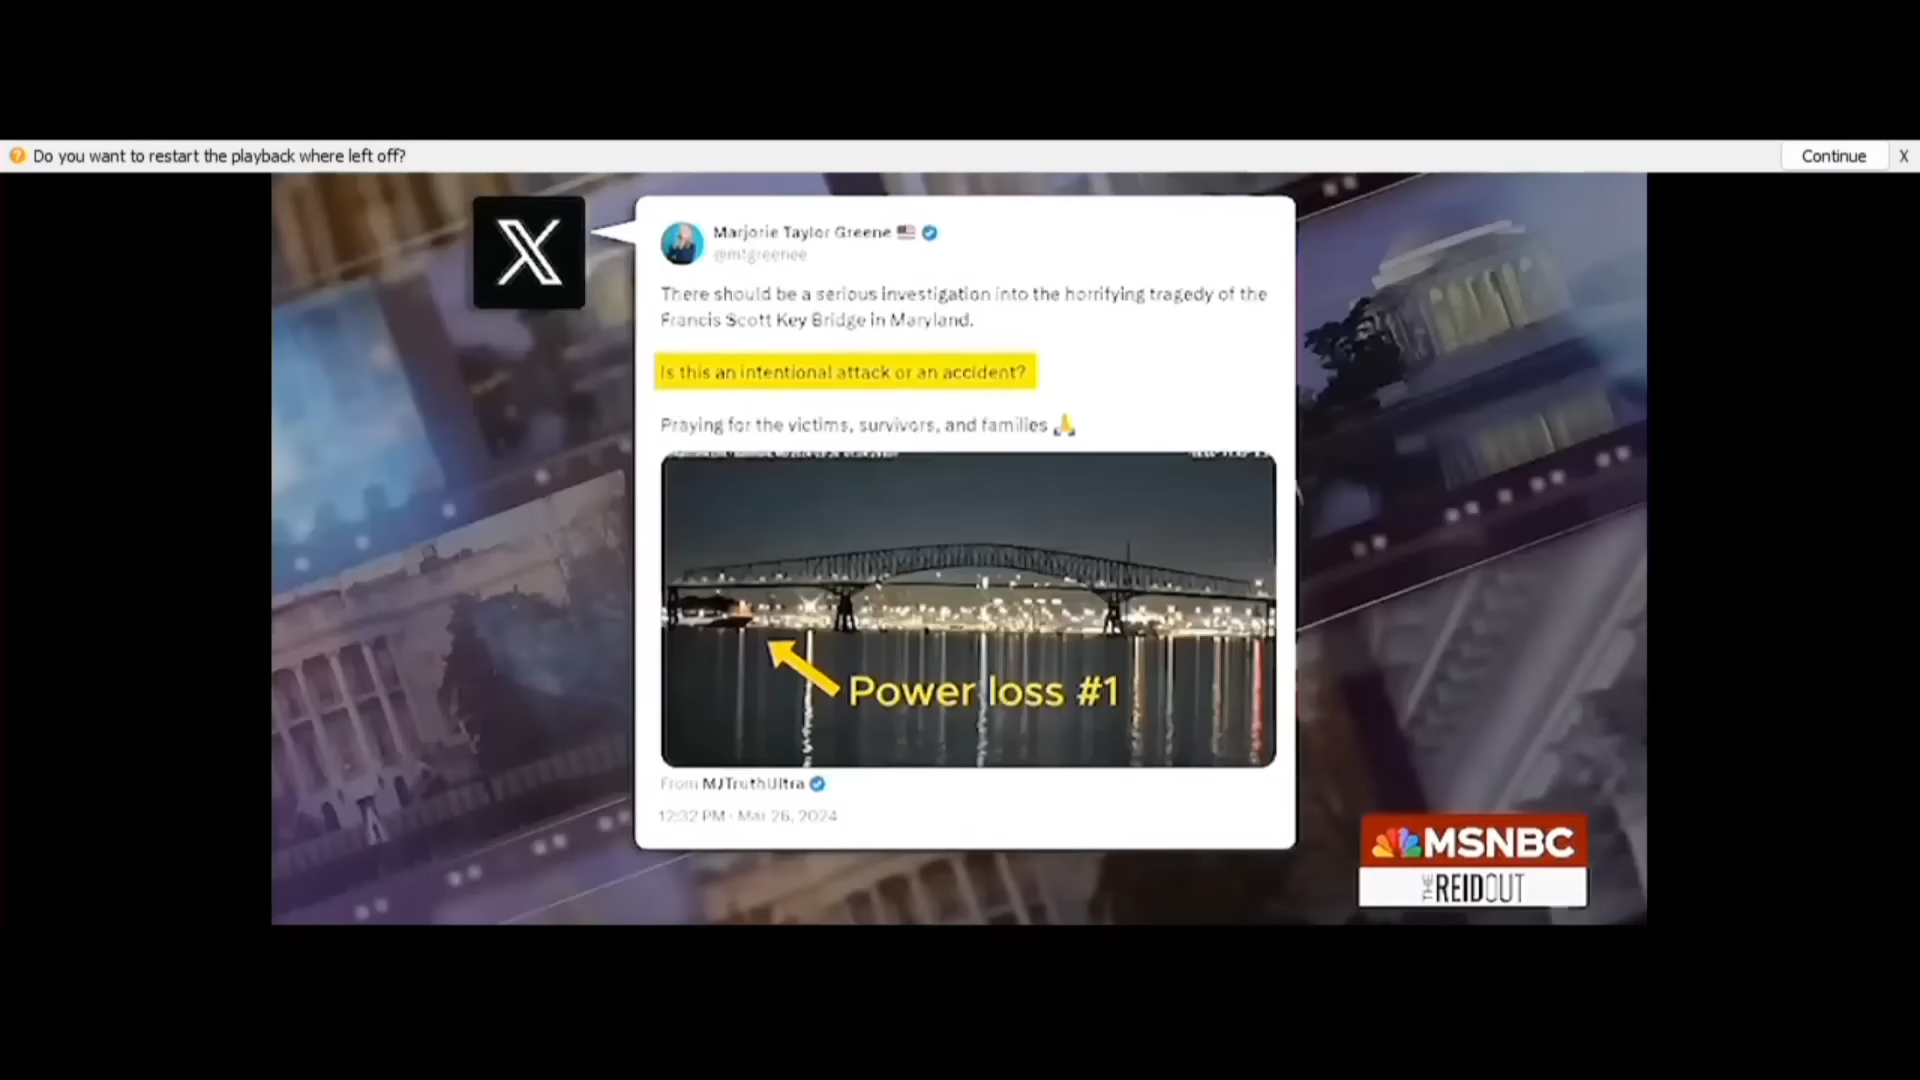 Do you want to restart the playback where left off?
Continue
X
Marjorie Taylor Greene
@mtgreenee
There should be a serious investigation into the horrifying tragedy of the
Francis Scott Key Bridge in Maryland.
Is this an intentional attack or an accident?
Praying for the victims, survivors, and families
Power loss #1
From MJTruthUltra
12:32 PM · Mar 26, 2024
MSNBC
THE REIDOUT